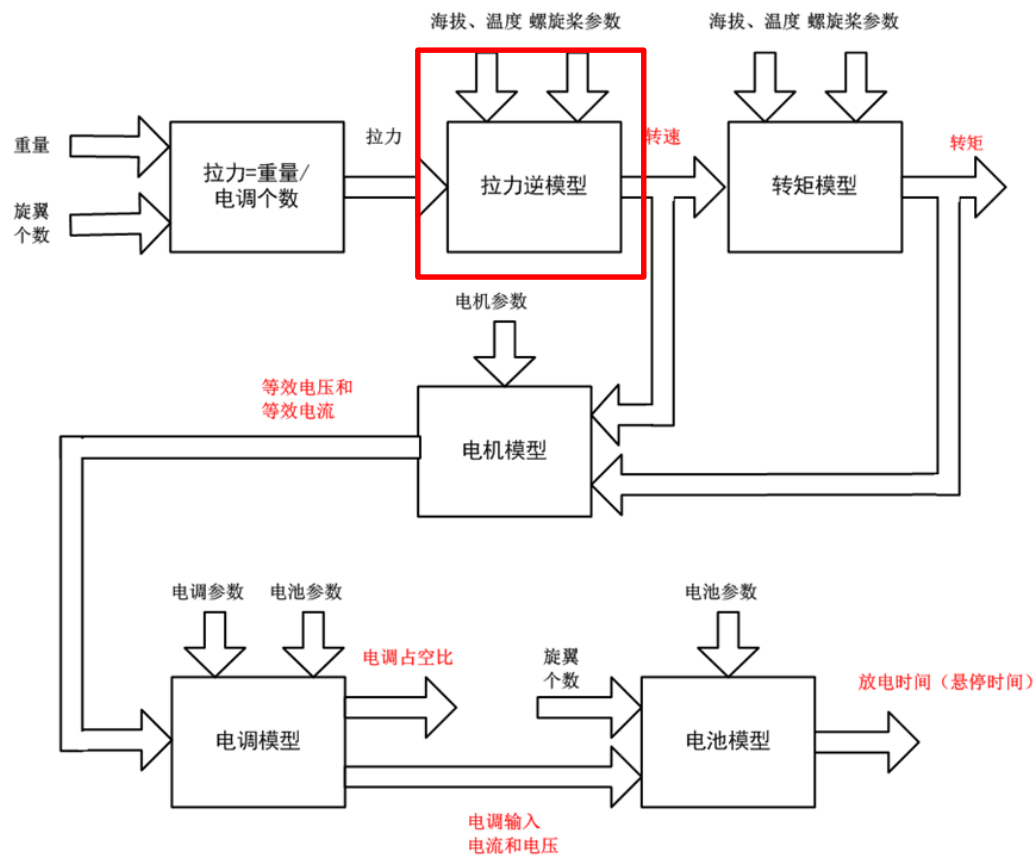 海拔、温度 螺旋桨参数
海拔、温度 螺旋桨参数
重量
旋翼
个数
拉力=重量/
电调个数
拉力
拉力逆模型
转速
转矩模型
转矩
电机参数
等效电压和
等效电流
电机模型
电调参数
电池参数
电调模型
电调占空比
旋翼
个数
电池参数
电池模型
放电时间（悬停时间）
电调输入
电流和电压